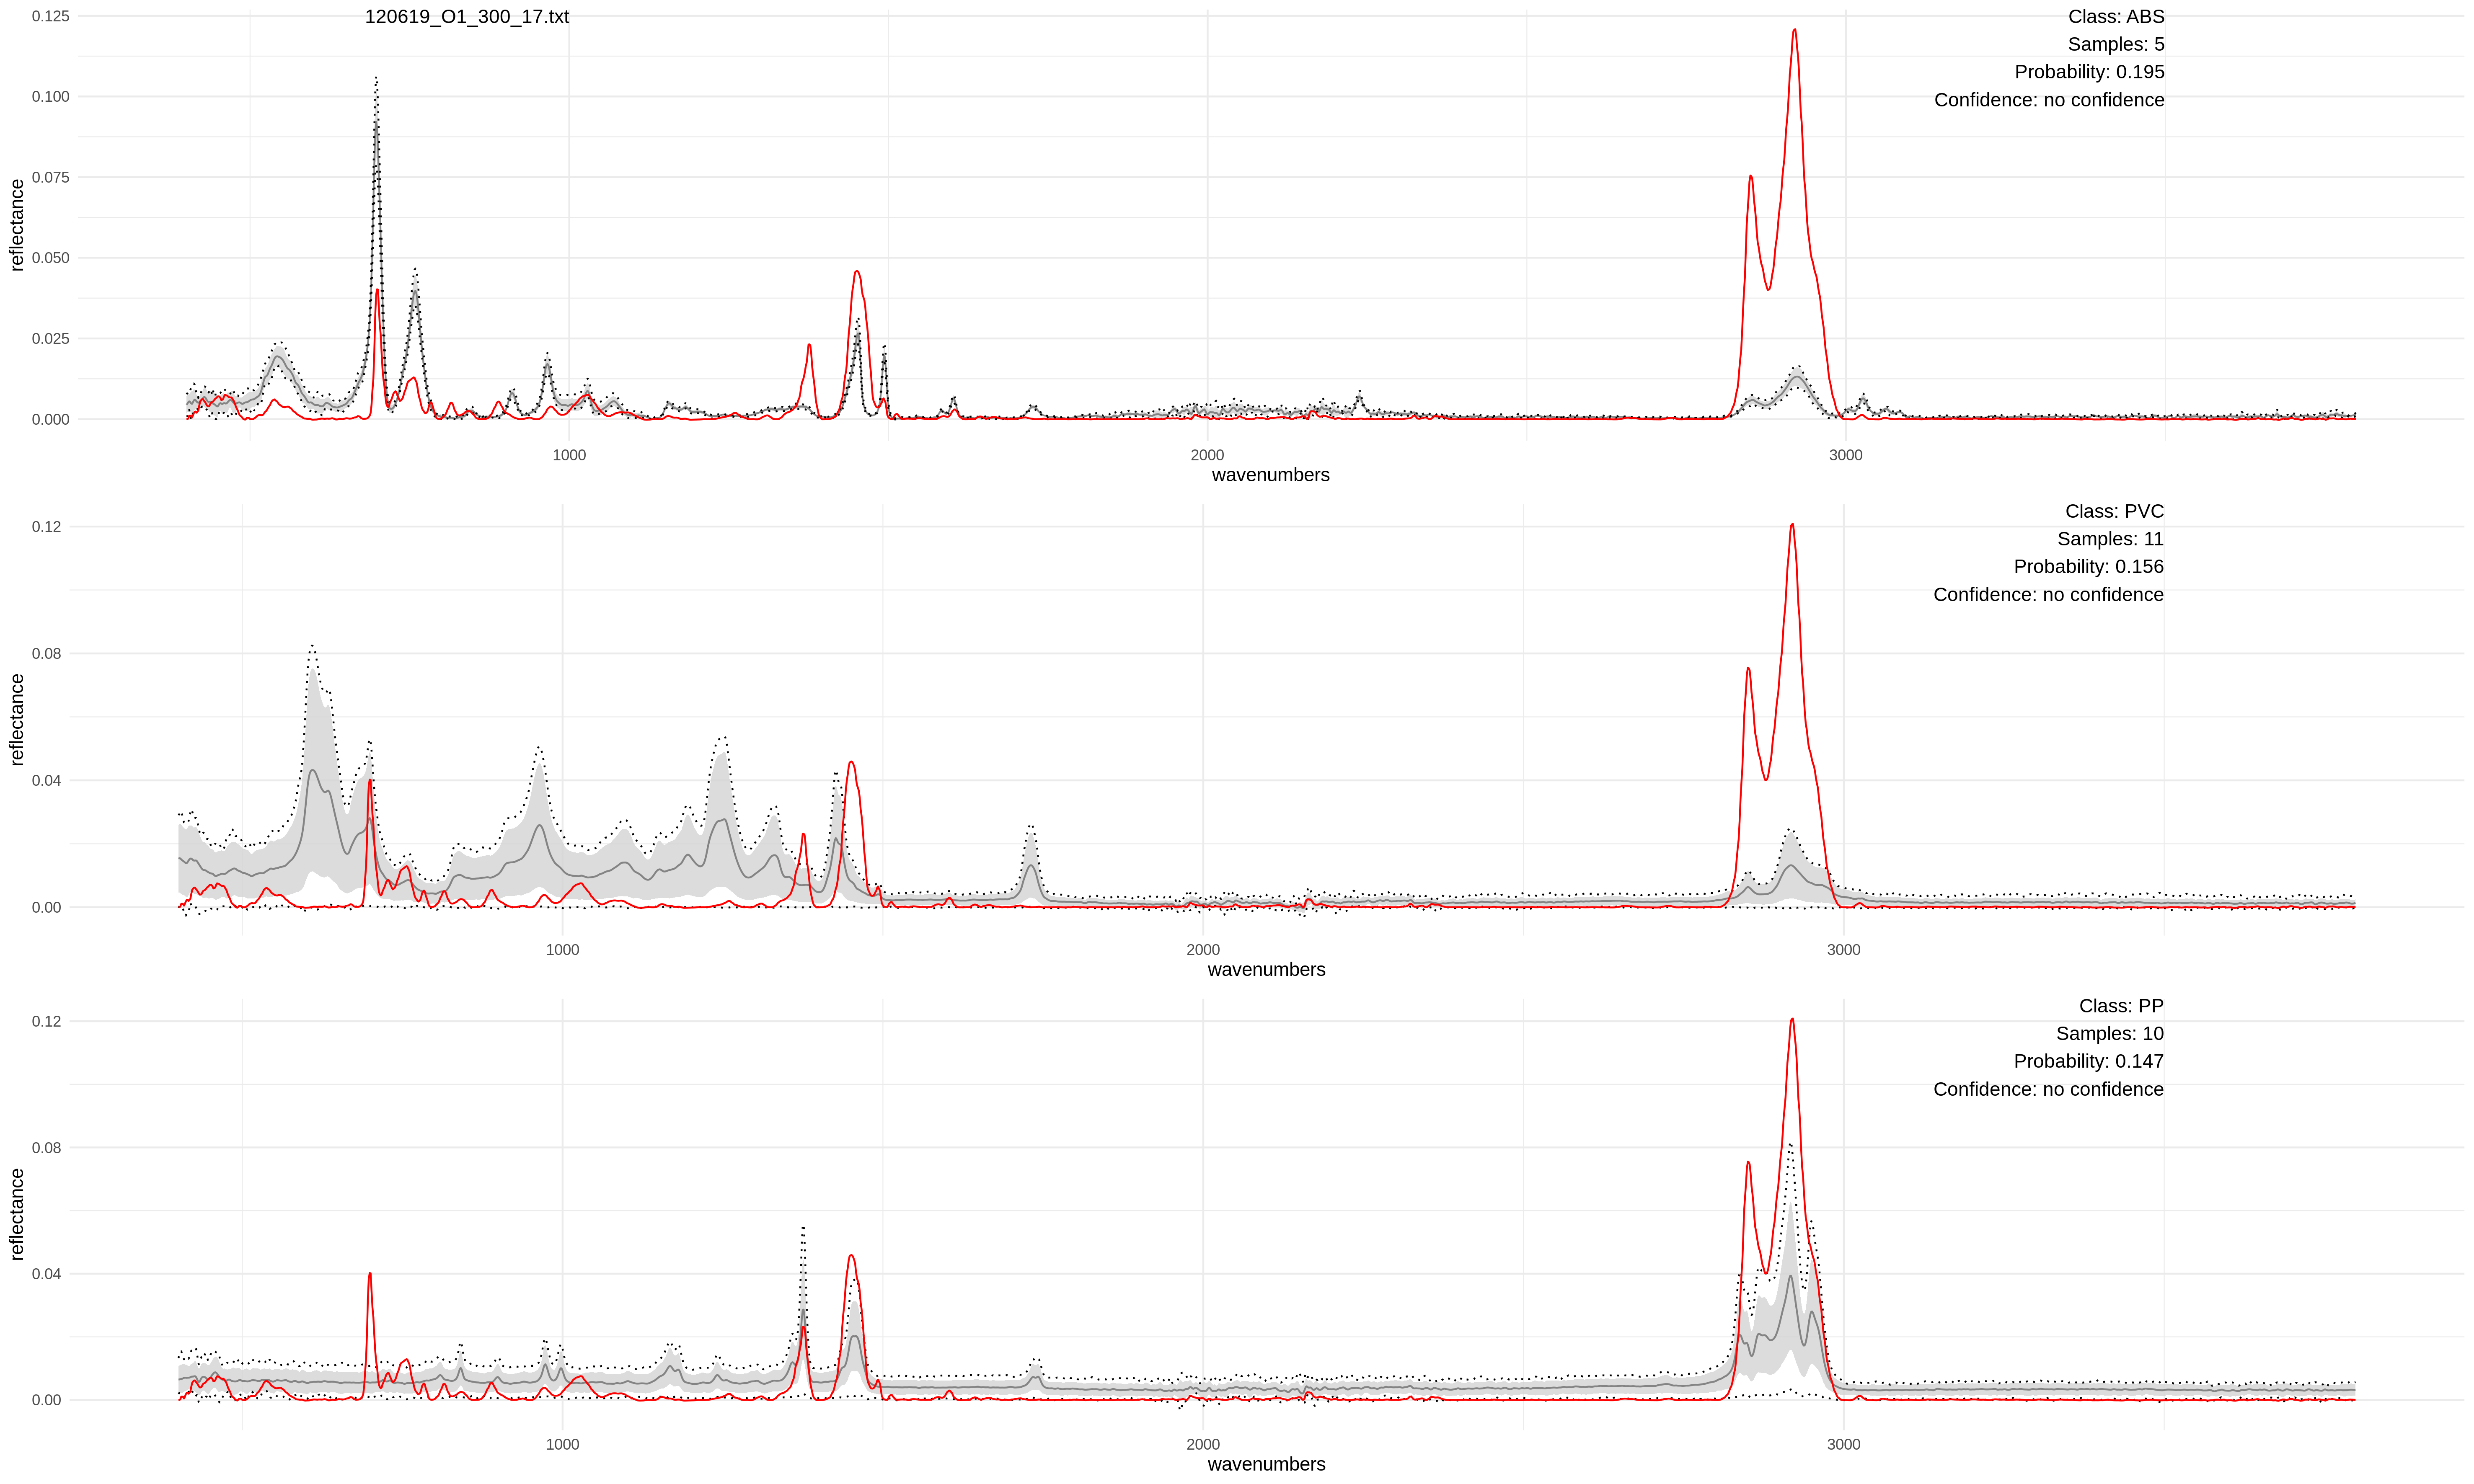 120619_O1_300_17.txt
Class: ABS
Samples: 5
Probability: 0.195
Confidence: no confidence
reflectance
0.125
0.100
0.075
0.050
0.025
0.000
1000 2000 3000
wavenumbers
Class: PVC
Samples: 11
Probability: 0.156
Confidence: no confidence
reflectance
0.12
0.08
0.04
0.00
1000 2000 3000
wavenumbers
Class: PP
Samples: 10
Probability: 0.147
Confidence: no confidence
reflectance
0.12
0.08
0.04
0.00
1000 2000 3000
wavenumbers